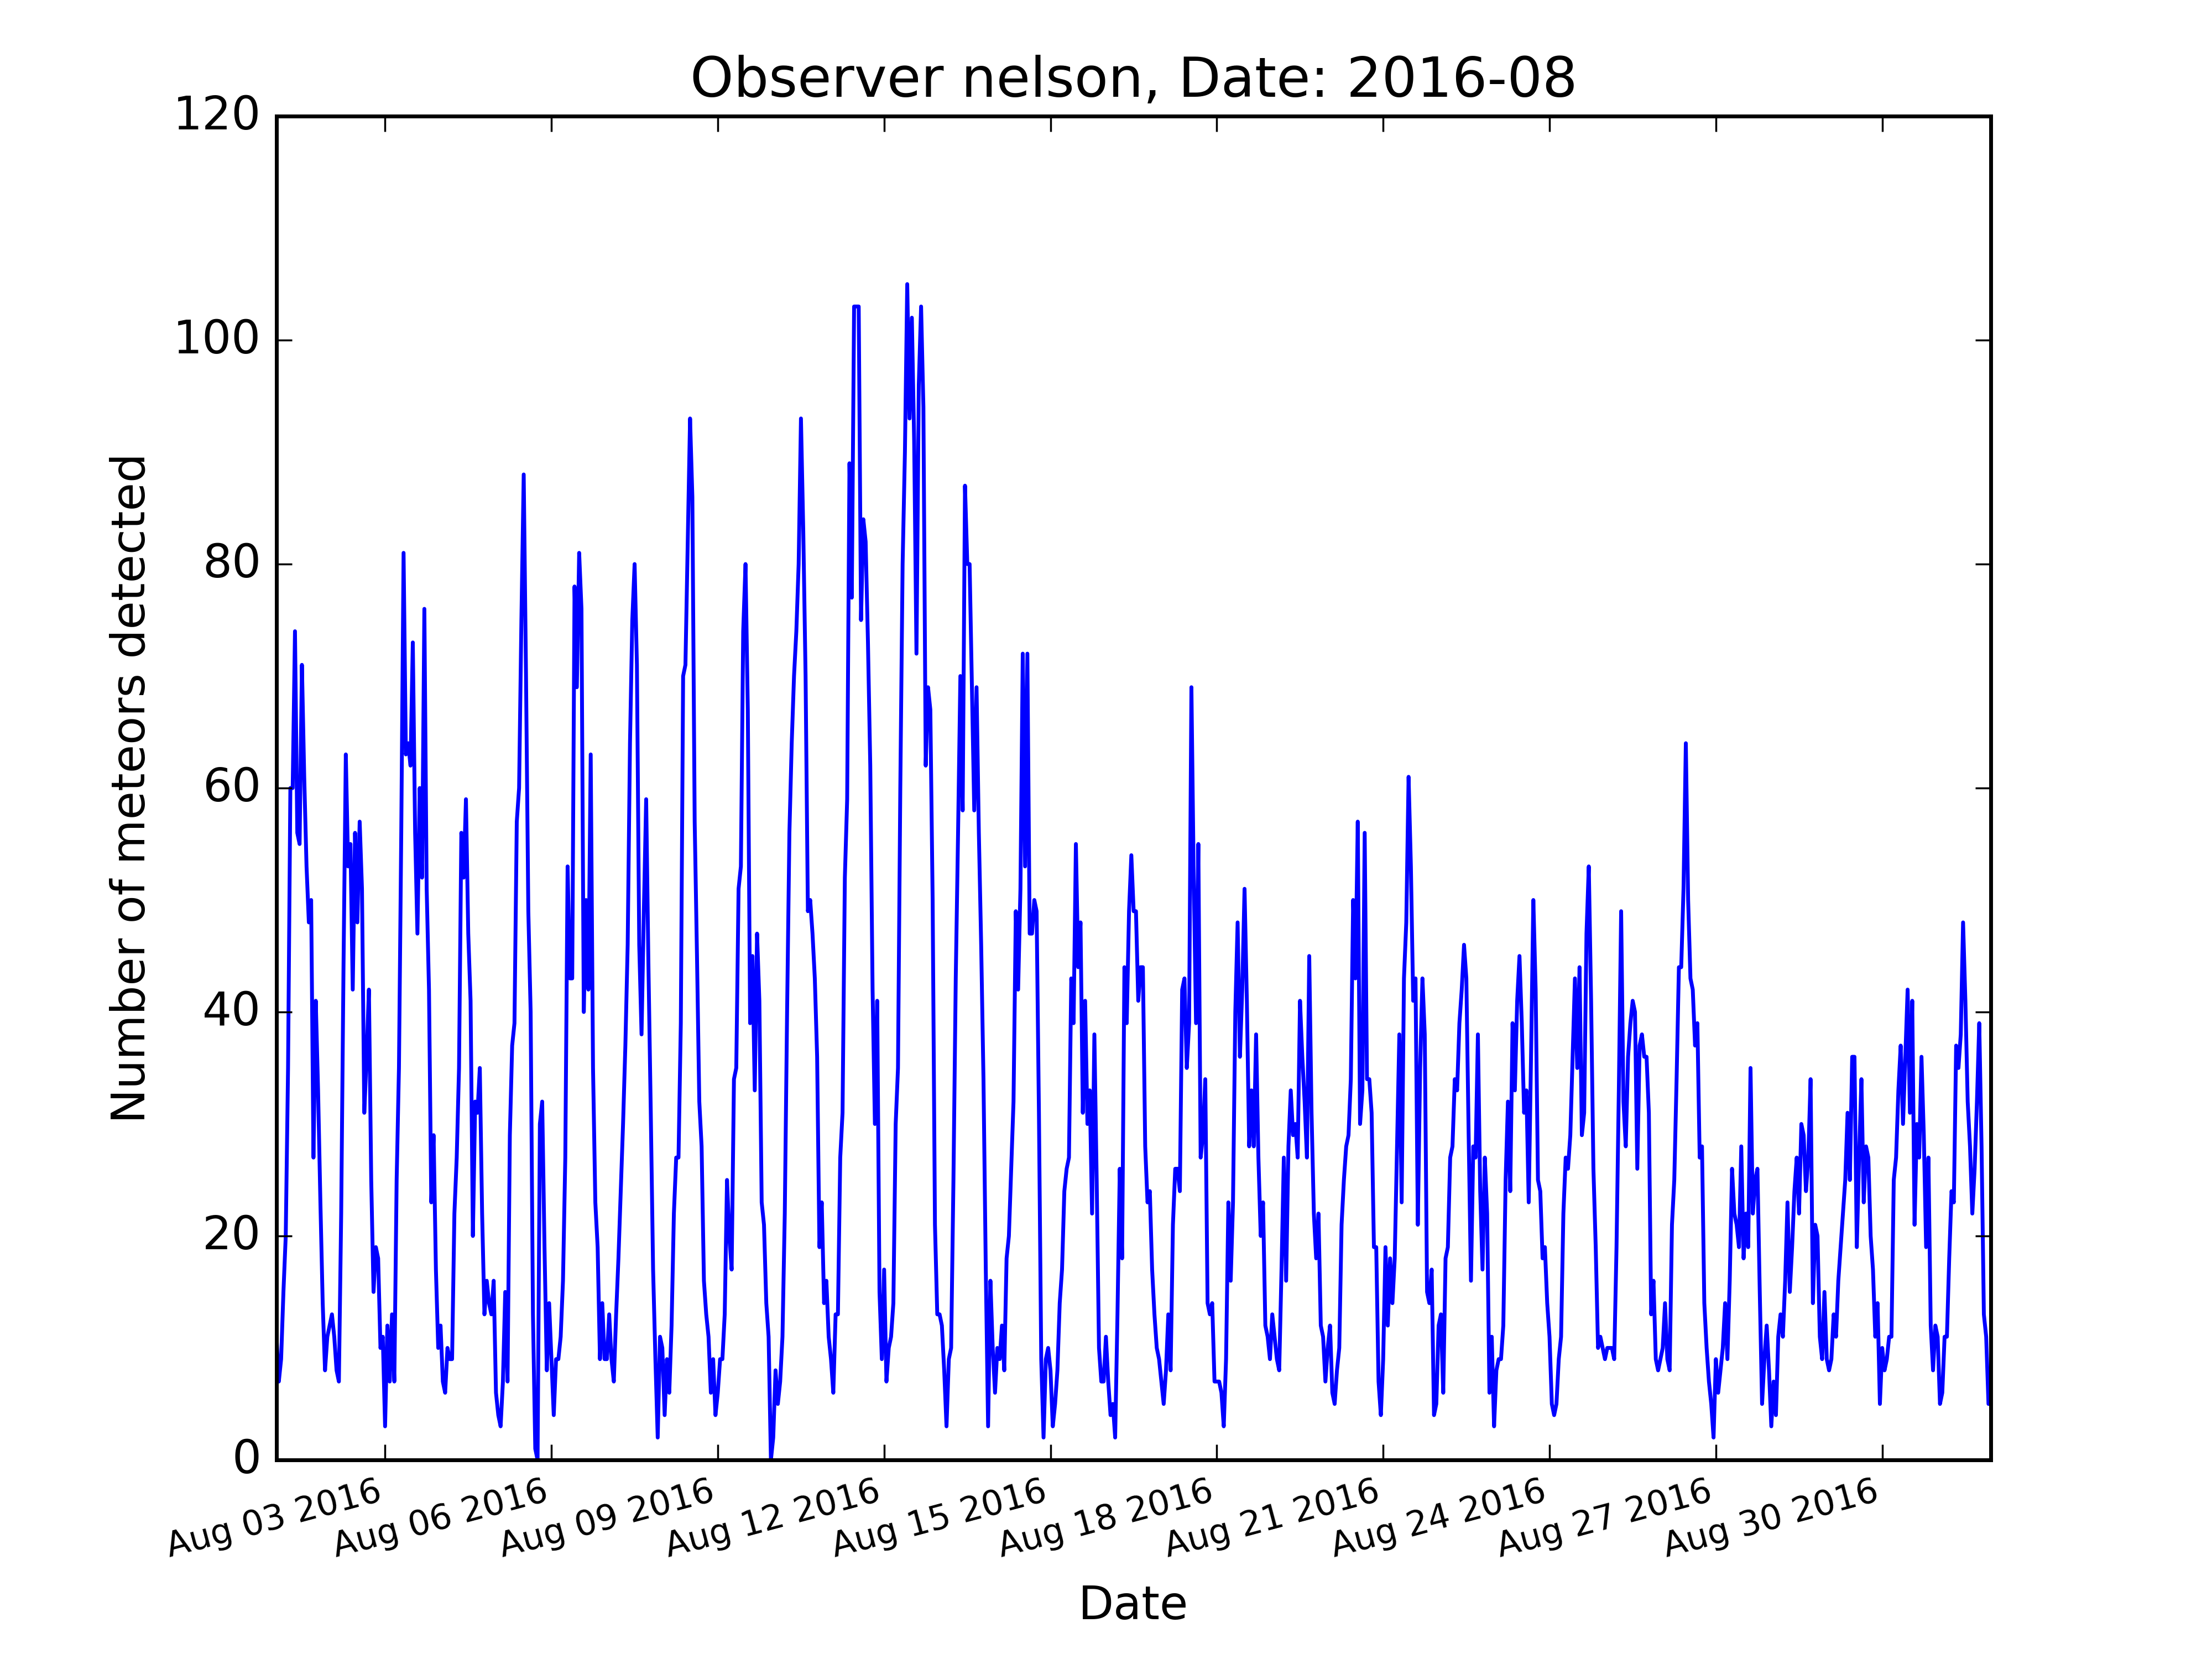 Observer nelson, Date: 2016-08
120
100
80
60
40
20
0
Number of meteors detected
Aug 03 2016
Aug 06 2016
Aug 09 2016
Aug 12 2016
Aug 15 2016
Aug 18 2016
Aug 21 2016
Aug 24 2016
Aug 27 2016
Aug 30 2016
Date